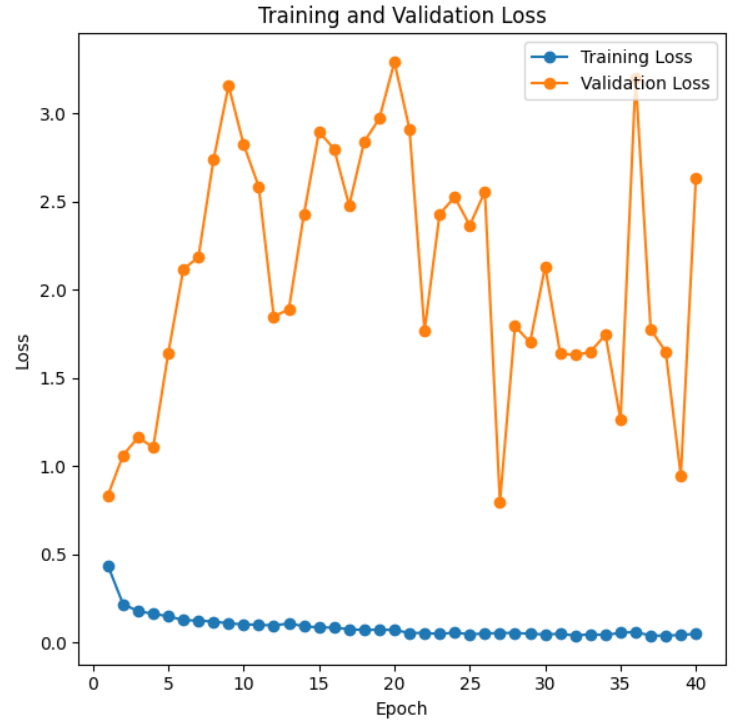 Training and Validation Loss
Training Loss
Validation Loss
3.0
2.5
2.0
1.5
1.0
0.5
0.0
Loss
0 5 10 15 20 25 30 35 40
Epoch